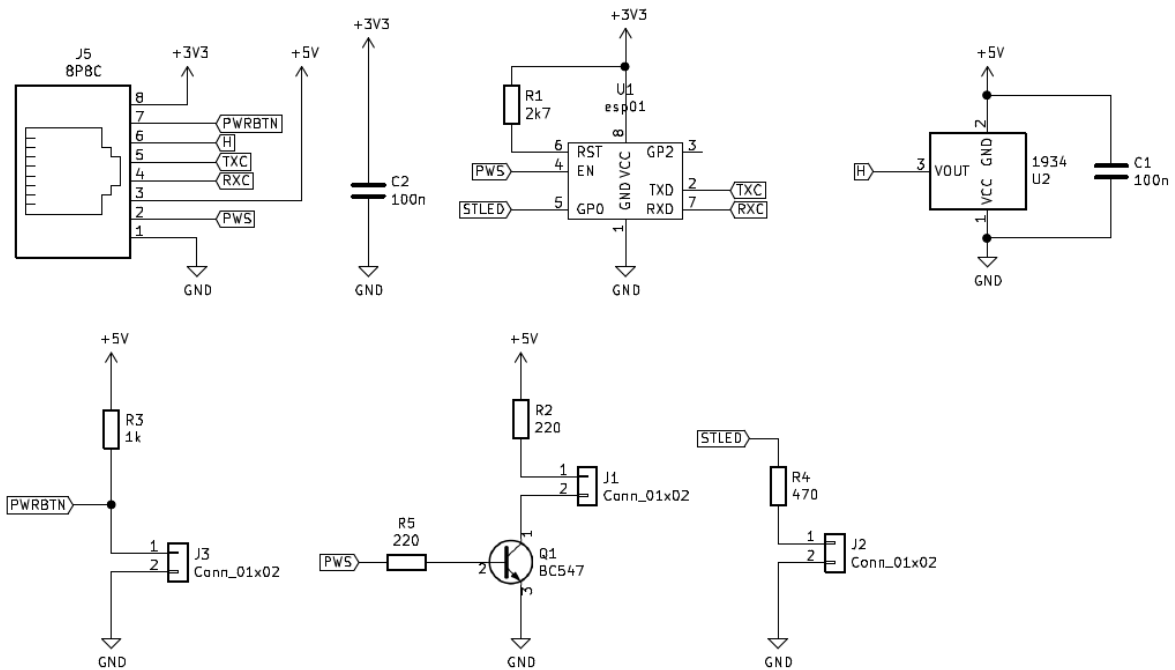 J5
8P8C
+3V3
+5V
8
7
PWRBTN
6
H
5
TXC
4
RXC
3
2
PWS
1
GND
+3V3
C2
100n
GND
+3V3
R1
2k7
U1
esp01
8
6
RST
VCC
GP2
3
PWS
4
EN
GND
TXD
2
TXC
STLED
5
GP0
RXD
7
RXC
1
GND
+5V
2
GND
H
3
VOUT
1934
U2
VCC
1
C1
100n
GND
+5V
R3
1k
PWRBTN
1
2
J3
Conn_01x02
GND
+5V
R2
220
1
2
J1
Conn_01x02
R5
220
PWS
1
2
Q1
BC547
3
GND
STLED
R4
470
1
2
J2
Conn_01x02
GND